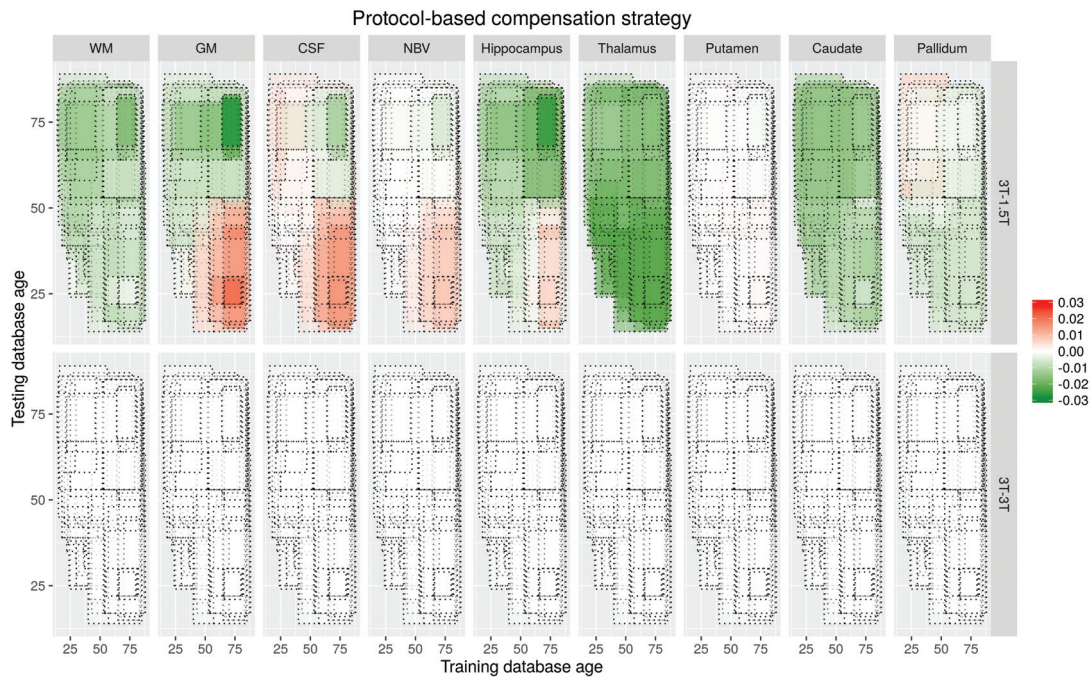 Protocol-based compensation strategy
WM GM CSF NBV Hippocampus Thalamus Putamen Caudate Pallidum
75
50
25
3T-1.5T
75
50
25
3T-3T
Testing database age
0.03
0.02
0.01
0.00
-0.01
-0.02
-0.03
25 50 75 25 50 75 25 50 75 25 50 75 25 50 75 25 50 75 25 50 75 25 50 75 25 50 75
Training database age